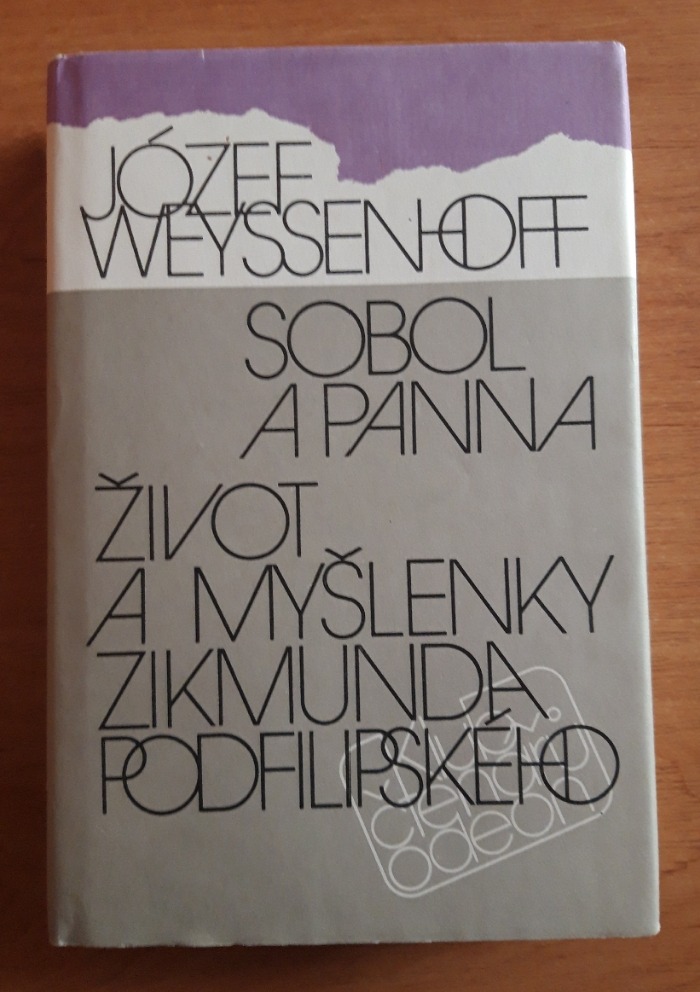 JÓZEF
WEYSSENHOFF
SOBOL
A PANNA
ŽIVOT
A MYŠLENKY
ZIKMUNDA
PODFILIPSKÉHO
klub
čtenářů
odeon